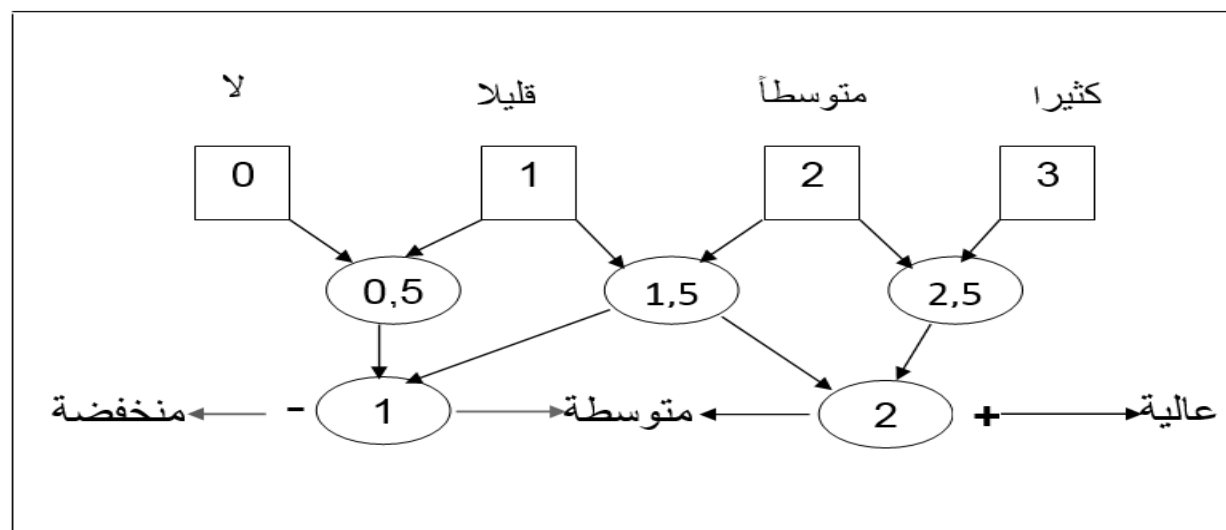 كثيرا متوسطاً قليلا لا
0 1 2 3
0,5 1,5 2,5
منخفضة - 1 متوسطة 2 + عالية